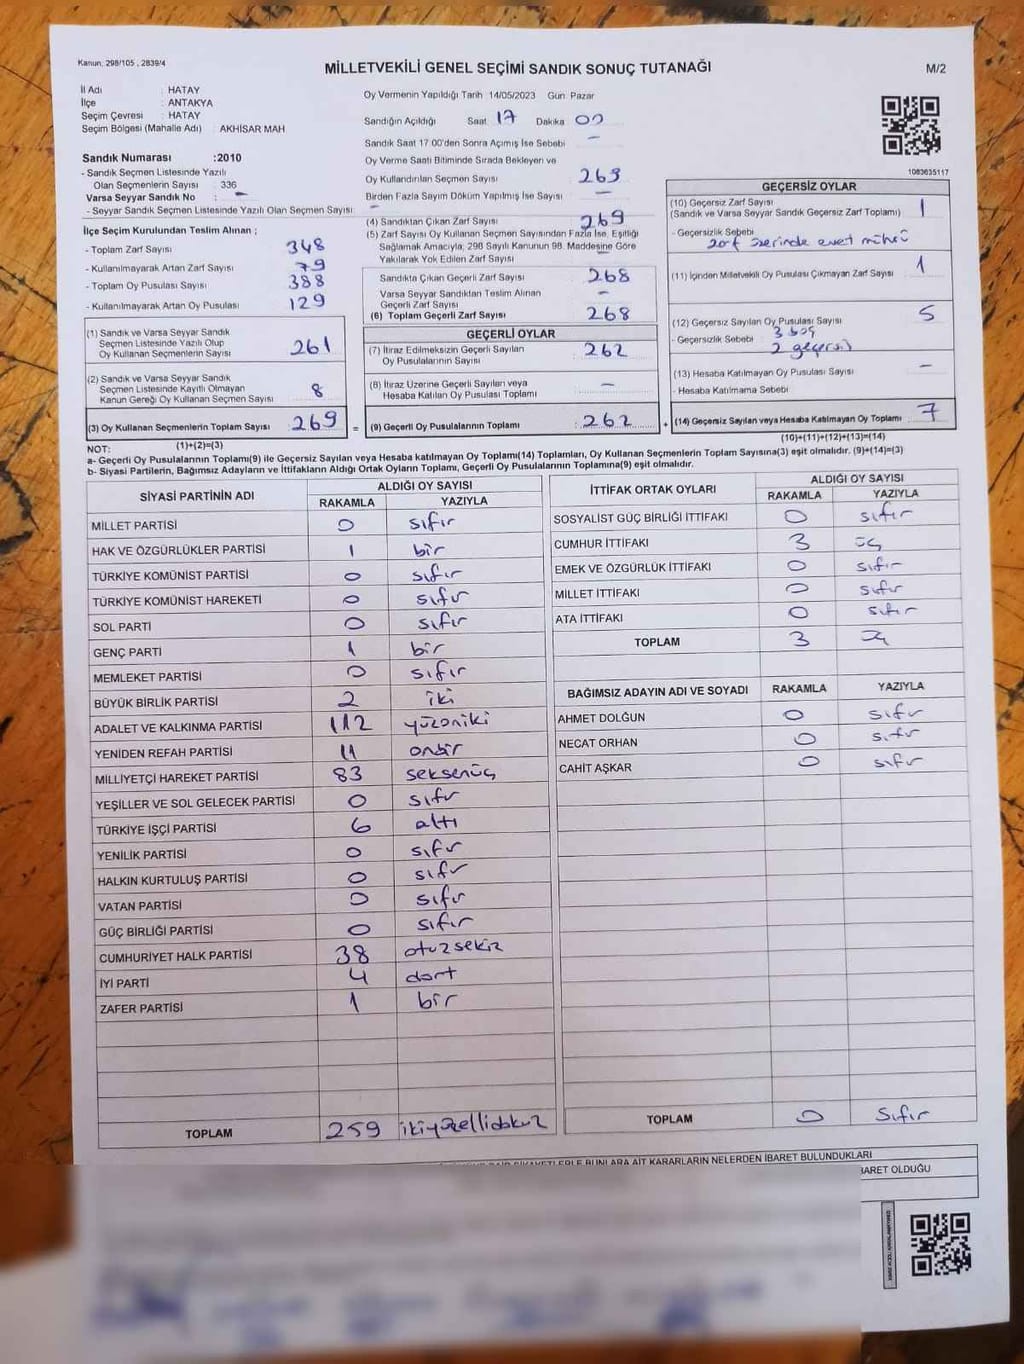 Kanun, 298/105 , 2839/4
MİLLETVEKİLİ GENEL SEÇİMİ SANDIK SONUÇ TUTANAĞI
M/2
İl Adı : HATAY
İlçe : ANTAKYA
Seçim Çevresi : HATAY
Seçim Bölgesi (Mahalle Adı) : AKHİSAR MAH
Sandık Numarası :2010
- Sandık Seçmen Listesinde Yazılı
Olan Seçmenlerin Sayısı : 336
Varsa Seyyar Sandık No : -
- Seyyar Sandık Seçmen Listesinde Yazılı Olan Seçmen Sayısı : -
İlçe Seçim Kurulundan Teslim Alınan ;
- Toplam Zarf Sayısı : 348
- Kullanılmayarak Artan Zarf Sayısı : 79
- Toplam Oy Pusulası Sayısı : 388
- Kullanılmayarak Artan Oy Pusulası : 129
Oy Vermenin Yapıldığı Tarih 14/05/2023 Gün Pazar
Sandığın Açıldığı Saat 17 Dakika 00
Sandık Saat 17 00'den Sonra Açımış İse Sebebi -
Oy Verme Saati Bitiminde Sırada Bekleyen ve
Oy Kullandırılan Seçmen Sayısı 269
Birden Fazla Sayım Döküm Yapılmış İse Sayısı -
(4) Sandıktan Çıkan Zarf Sayısı 269
(5) Zarf Sayısı Oy Kullanan Seçmen Sayısından Fazla İse, Eşitliği
Sağlamak Amacıyla; 298 Sayılı Kanunun 98. Maddesine Göre
Yakılarak Yok Edilen Zarf Sayısı -
Sandıkta Çıkan Geçerli Zarf Sayısı 268
Varsa Seyyar Sandıktan Teslim Alınan
Geçerli Zarf Sayısı -
(6) Toplam Geçerli Zarf Sayısı 268
1083635117
GEÇERSİZ OYLAR
(10) Geçersiz Zarf Sayısı 1
(Sandık ve Varsa Seyyar Sandık Geçersiz Zarf Toplamı)
- Geçersizlik Sebebi
zarf üzerinde evet mührü
(11) İçinden Milletvekili Oy Pusulası Çıkmayan Zarf Sayısı 1
(12) Geçersiz Sayılan Oy Pusulası Sayısı 5
- Geçersizlik Sebebi 3 boş
2 geçersiz
(13) Hesaba Katılmayan Oy Pusulası Sayısı -
- Hesaba Katılmama Sebebi
(14) Geçersiz Sayılan veya Hesaba Katılmayan Oy Toplamı 7
(10)+(11)+(12)+(13)=(14)
(1) Sandık ve Varsa Seyyar Sandık
Seçmen Listesinde Yazılı Olup
Oy Kullanan Seçmenlerin Sayısı 261
(2) Sandık ve Varsa Seyyar Sandık
Seçmen Listesinde Kayıtlı Olmayan
Kanun Gereği Oy Kullanan Seçmen Sayısı 8
(3) Oy Kullanan Seçmenlerin Toplam Sayısı 269 =
(1)+(2)=(3)
GEÇERLİ OYLAR
(7) İtiraz Edilmeksizin Geçerli Sayılan
Oy Pusulalarının Sayısı 262
(8) İtiraz Üzerine Geçerli Sayılan veya
Hesaba Katılan Oy Pusulası Toplamı -
(9) Geçerli Oy Pusulalarının Toplamı 262 +
NOT:
a- Geçerli Oy Pusulalarının Toplamı(9) ile Geçersiz Sayılan veya Hesaba katılmayan Oy Toplamı(14) Toplamları, Oy Kullanan Seçmenlerin Toplam Sayısına(3) eşit olmalıdır. (9)+(14)=(3)
b- Siyasi Partilerin, Bağımsız Adayların ve İttifakların Aldığı Ortak Oyların Toplamı, Geçerli Oy Pusulalarının Toplamına(9) eşit olmalıdır.
SİYASİ PARTİNİN ADI
ALDIĞI OY SAYISI
RAKAMLA YAZIYLA
MİLLET PARTİSİ 0 sıfır
HAK VE ÖZGÜRLÜKLER PARTİSİ 1 bir
TÜRKİYE KOMÜNİST PARTİSİ 0 sıfır
TÜRKİYE KOMÜNİST HAREKETİ 0 sıfır
SOL PARTİ 0 sıfır
GENÇ PARTİ 1 bir
MEMLEKET PARTİSİ 0 sıfır
BÜYÜK BİRLİK PARTİSİ 2 iki
ADALET VE KALKINMA PARTİSİ 112 yüzoniki
YENİDEN REFAH PARTİSİ 11 onbir
MİLLİYETÇİ HAREKET PARTİSİ 83 seksenüç
YEŞİLLER VE SOL GELECEK PARTİSİ 0 sıfır
TÜRKİYE İŞÇİ PARTİSİ 6 altı
YENİLİK PARTİSİ 0 sıfır
HALKIN KURTULUŞ PARTİSİ 0 sıfır
VATAN PARTİSİ 0 sıfır
GÜÇ BİRLİĞİ PARTİSİ 0 sıfır
CUMHURİYET HALK PARTİSİ 38 otuzsekiz
İYİ PARTİ 4 dört
ZAFER PARTİSİ 1 bir
TOPLAM 259 ikiyüzellidokuz
İTTİFAK ORTAK OYLARI
ALDIĞI OY SAYISI
RAKAMLA YAZIYLA
SOSYALİST GÜÇ BİRLİĞİ İTTİFAKI 0 sıfır
CUMHUR İTTİFAKI 3 üç
EMEK VE ÖZGÜRLÜK İTTİFAKI 0 sıfır
MİLLET İTTİFAKI 0 sıfır
ATA İTTİFAKI 0 sıfır
TOPLAM 3 üç
BAĞIMSIZ ADAYIN ADI VE SOYADI RAKAMLA YAZIYLA
AHMET DOLĞUN 0 sıfır
NECAT ORHAN 0 sıfır
CAHİT AŞKAR 0 sıfır
TOPLAM 0 Sıfır
BUNLARA AİT KARARLARIN NELERDEN İBARET BULUNDUKLARI
BARET OLDUĞU